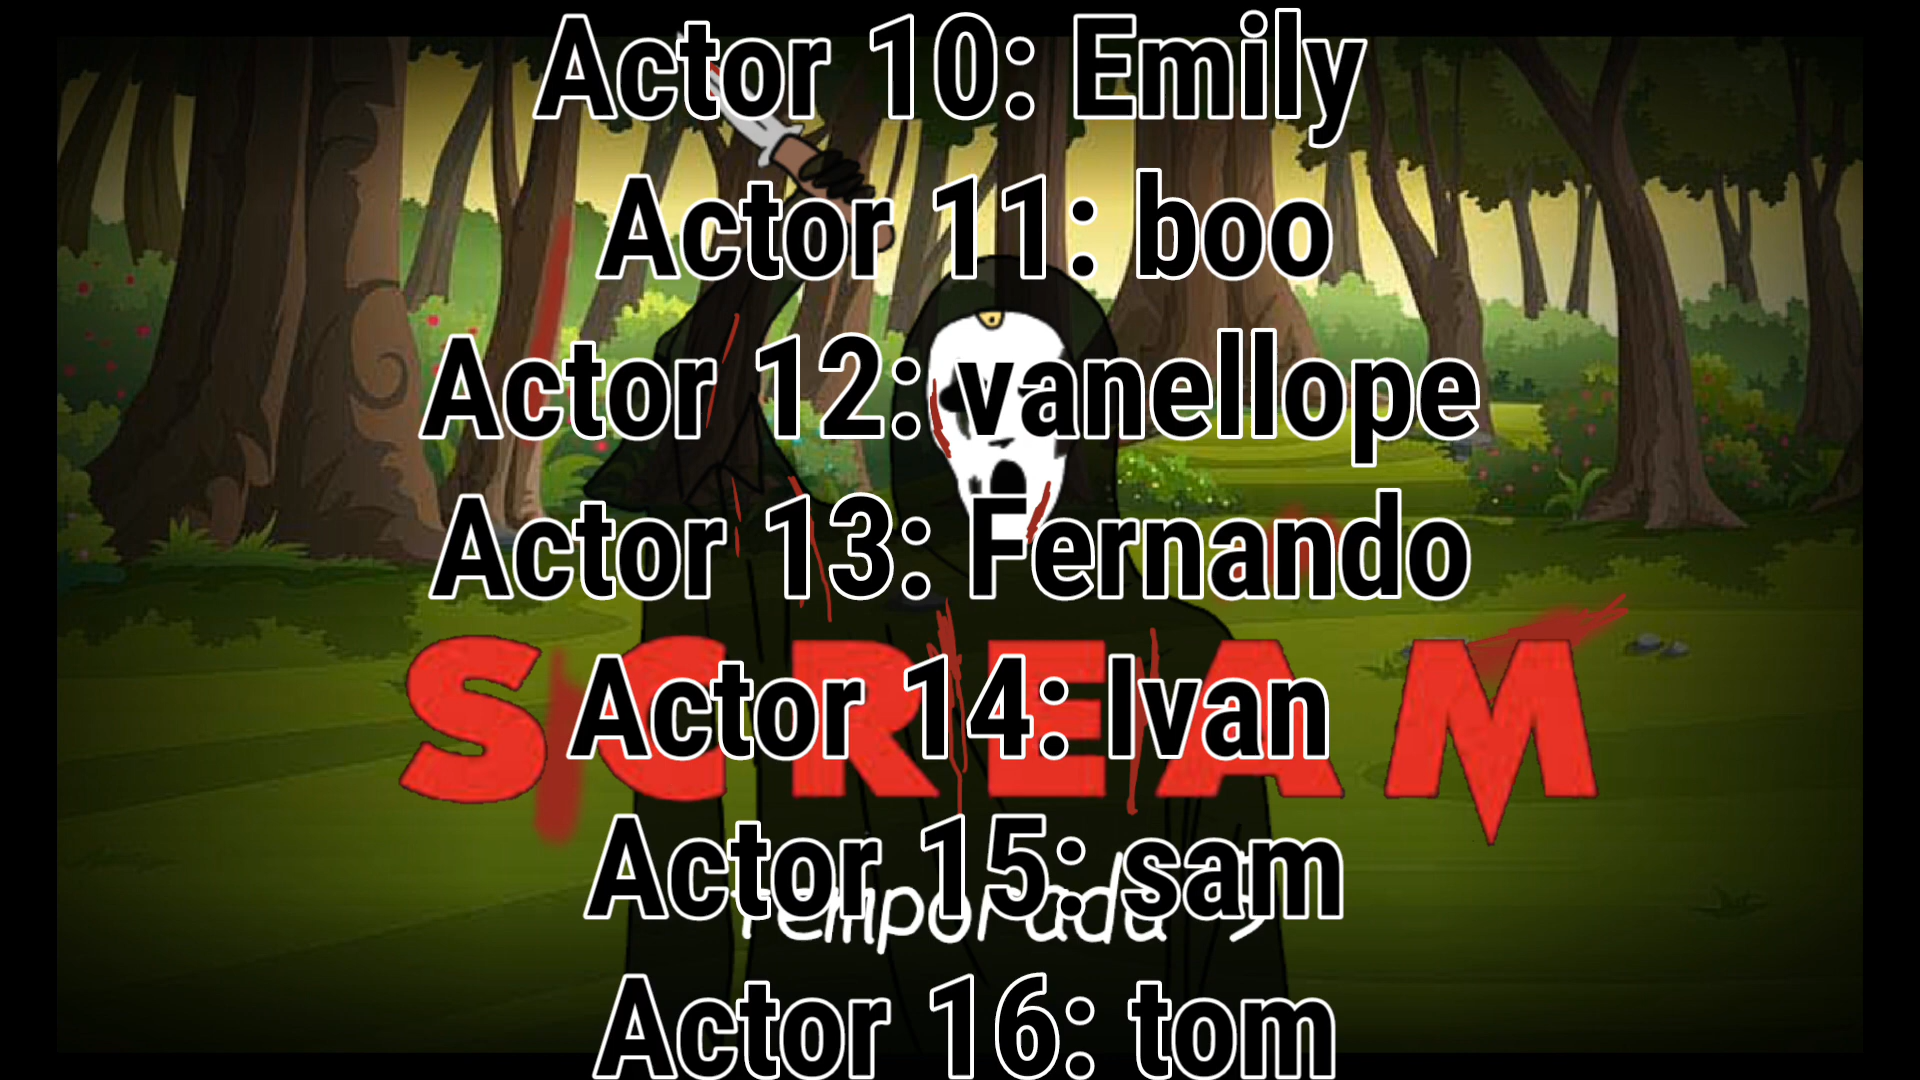 Actor 10: Emily
Actor 11: boo
Actor 12: vanellope
Actor 13: Fernando
SCREAM
Actor 14: Ivan
Actor 15: sam
Temporada
Actor 16: tom